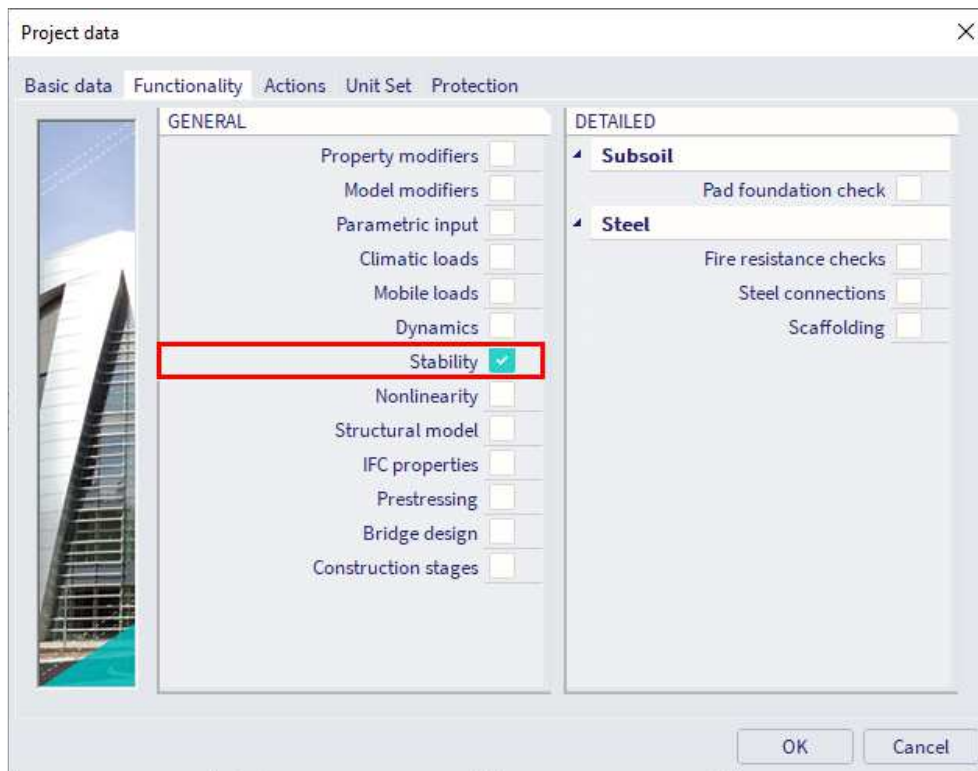 Project data
Basic data Functionality Actions Unit Set Protection
GENERAL
Property modifiers
Model modifiers
Parametric input
Climatic loads
Mobile loads
Dynamics
Stability
Nonlinearity
Structural model
IFC properties
Prestressing
Bridge design
Construction stages
DETAILED
Subsoil
Pad foundation check
Steel
Fire resistance checks
Steel connections
Scaffolding
OK Cancel